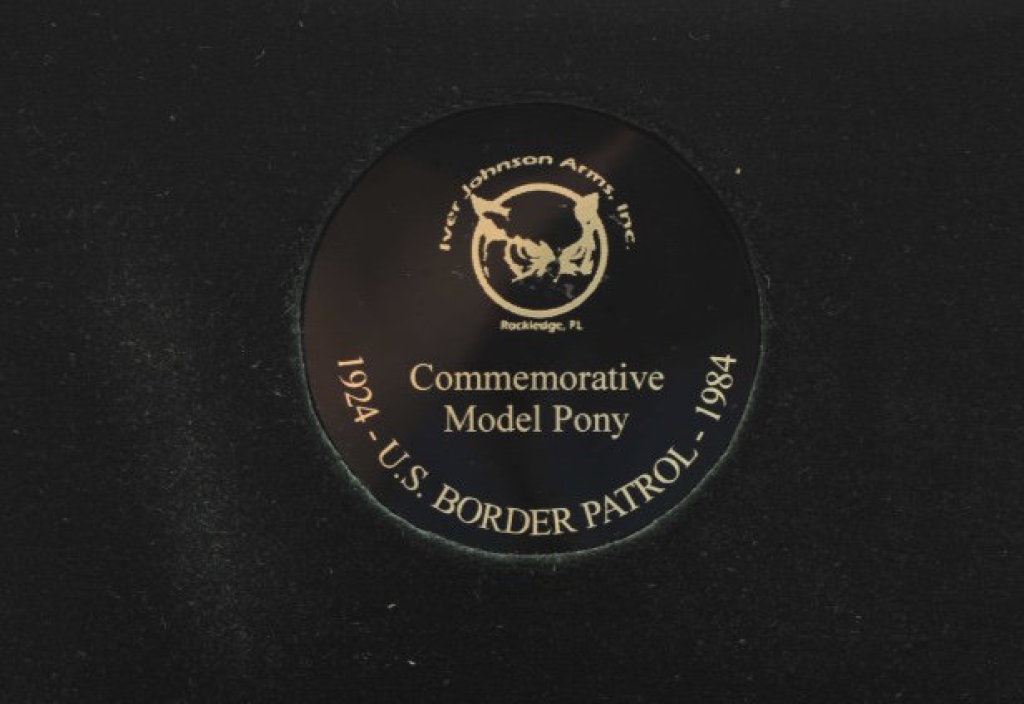 Iver Johnson Arms, Inc.
Rockledge, FL
Commemorative
Model Pony
1924 - U.S. BORDER PATROL - 1984